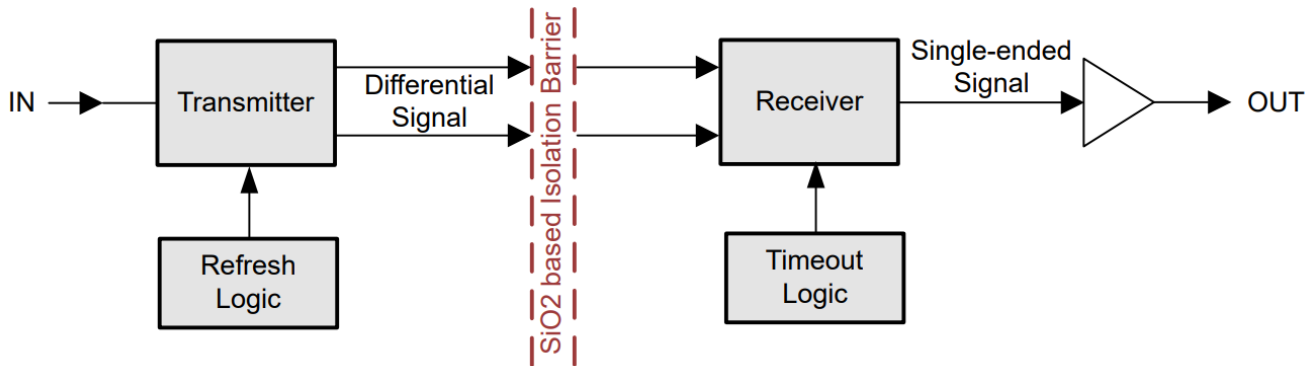 IN
Transmitter
Differential
Signal
SiO2 based Isolation Barrier
Receiver
Single-ended
Signal
OUT
Refresh
Logic
Timeout
Logic